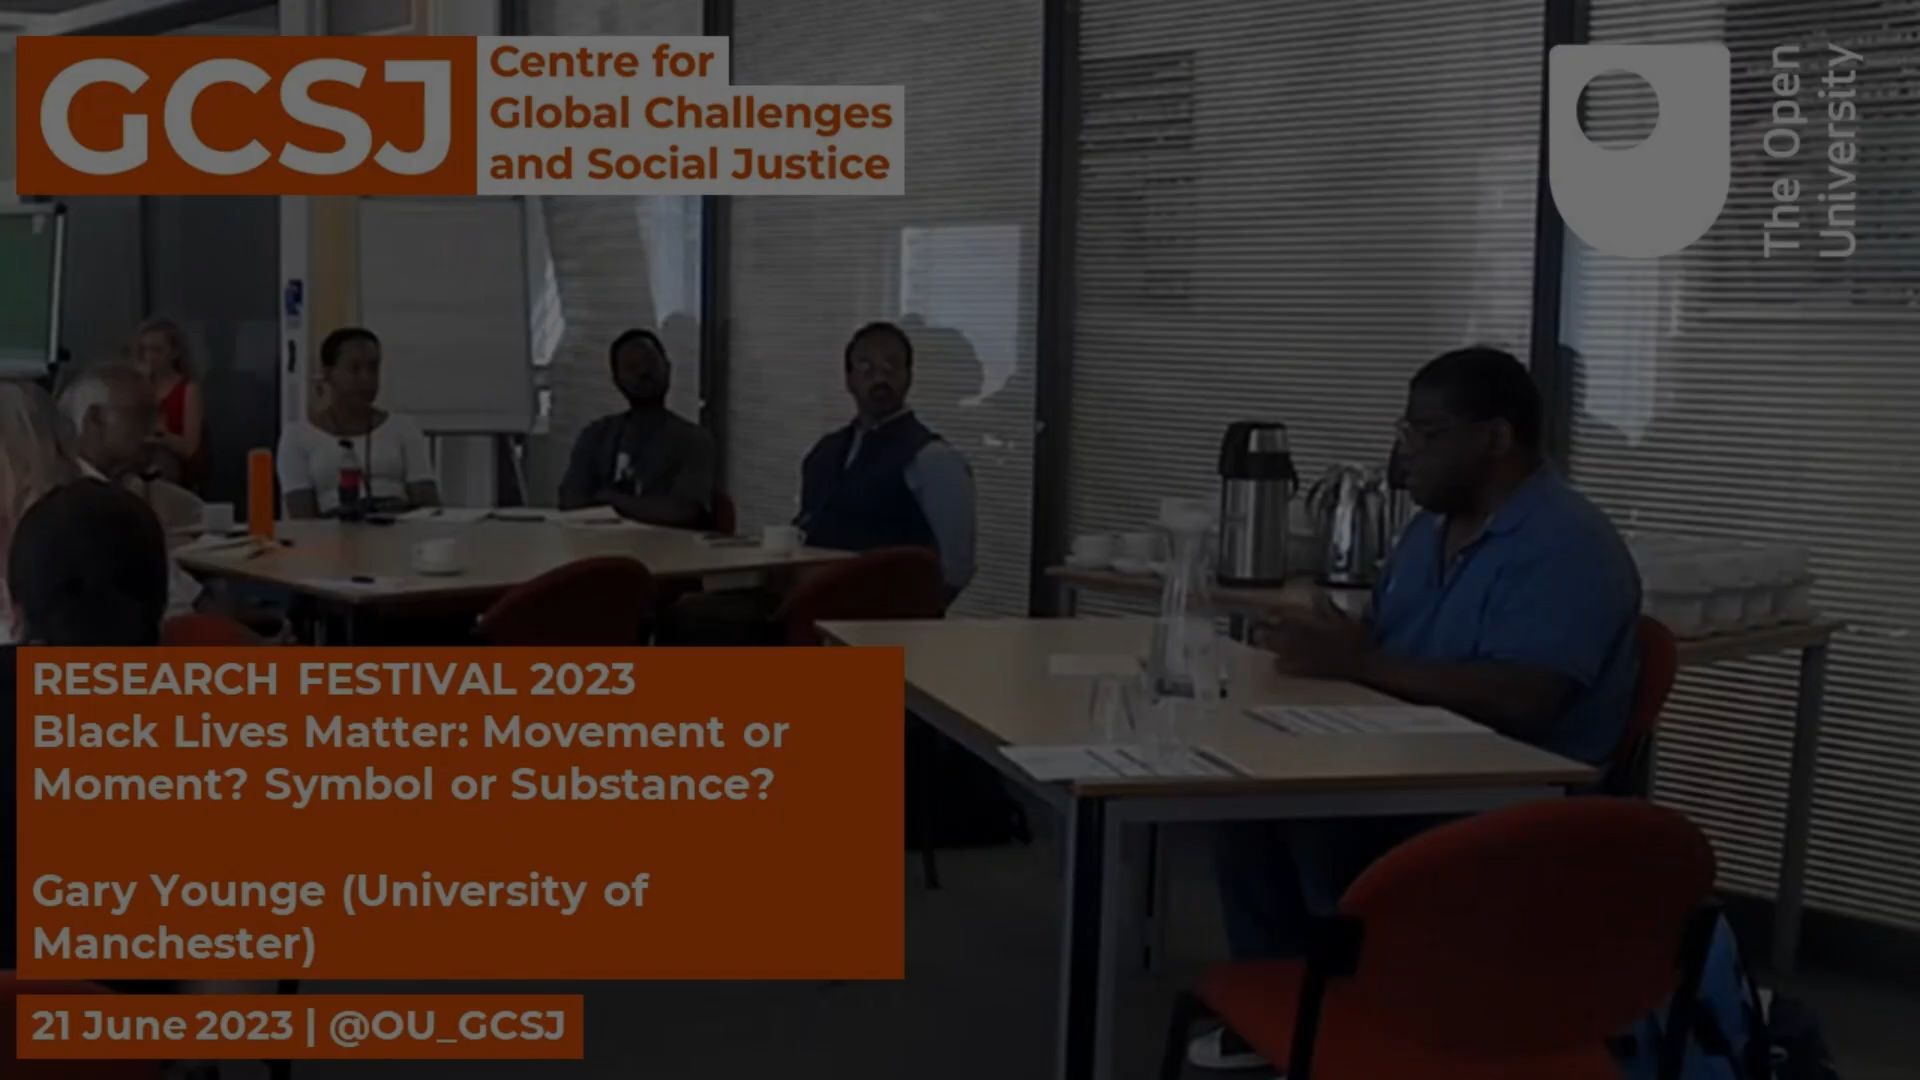 GCSJ
Centre for
Global Challenges
and Social Justice
The Open
University
RESEARCH FESTIVAL 2023
Black Lives Matter: Movement or
Moment? Symbol or Substance?
Gary Younge (University of
Manchester)
21 June 2023 | @OU_GCSJ